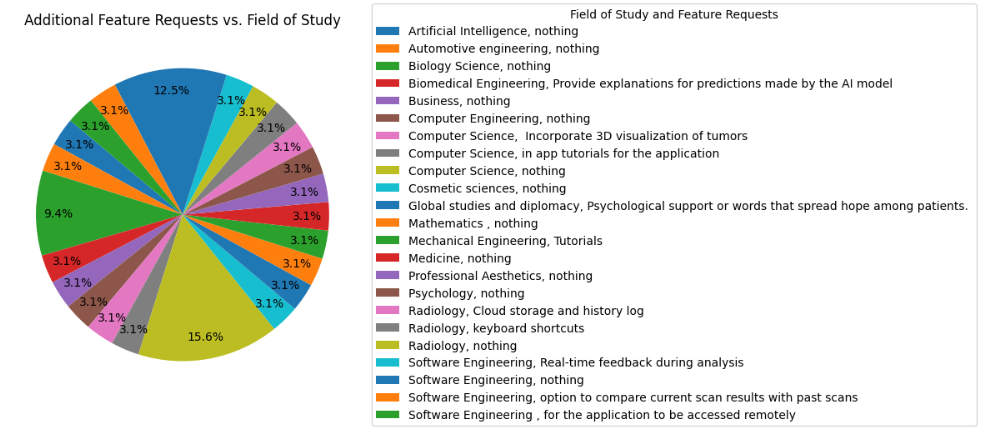 Additional Feature Requests vs. Field of Study
12.5%
3.1%
3.1%
3.1%
3.1%
3.1%
9.4%
3.1%
3.1%
3.1%
3.1%
3.1%
15.6%
3.1%
3.1%
3.1%
3.1%
3.1%
3.1%
3.1%
3.1%
3.1%
3.1%
Field of Study and Feature Requests
Artificial Intelligence, nothing
Automotive engineering, nothing
Biology Science, nothing
Biomedical Engineering, Provide explanations for predictions made by the AI model
Business, nothing
Computer Engineering, nothing
Computer Science,  Incorporate 3D visualization of tumors
Computer Science, in app tutorials for the application
Computer Science, nothing
Cosmetic sciences, nothing
Global studies and diplomacy, Psychological support or words that spread hope among patients.
Mathematics , nothing
Mechanical Engineering, Tutorials
Medicine, nothing
Professional Aesthetics, nothing
Psychology, nothing
Radiology, Cloud storage and history log
Radiology, keyboard shortcuts
Radiology, nothing
Software Engineering, Real-time feedback during analysis
Software Engineering, nothing
Software Engineering, option to compare current scan results with past scans
Software Engineering , for the application to be accessed remotely